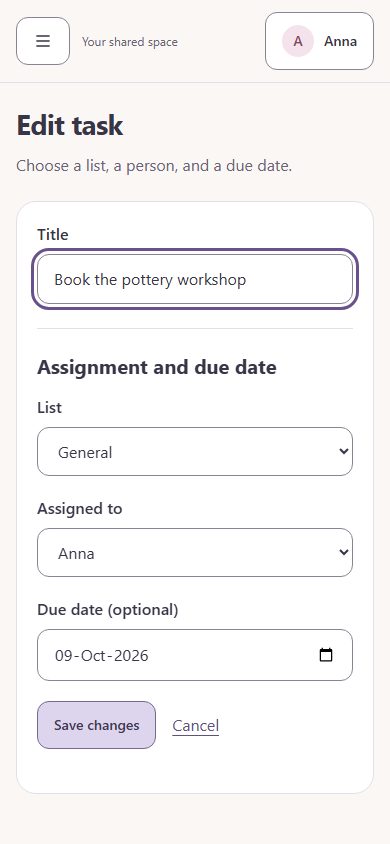 Your shared space
A
Anna
Edit task
Choose a list, a person, and a due date.
Title
Book the pottery workshop
Assignment and due date
List
General
Assigned to
Anna
Due date (optional)
09-Oct-2026
Save changes
Cancel